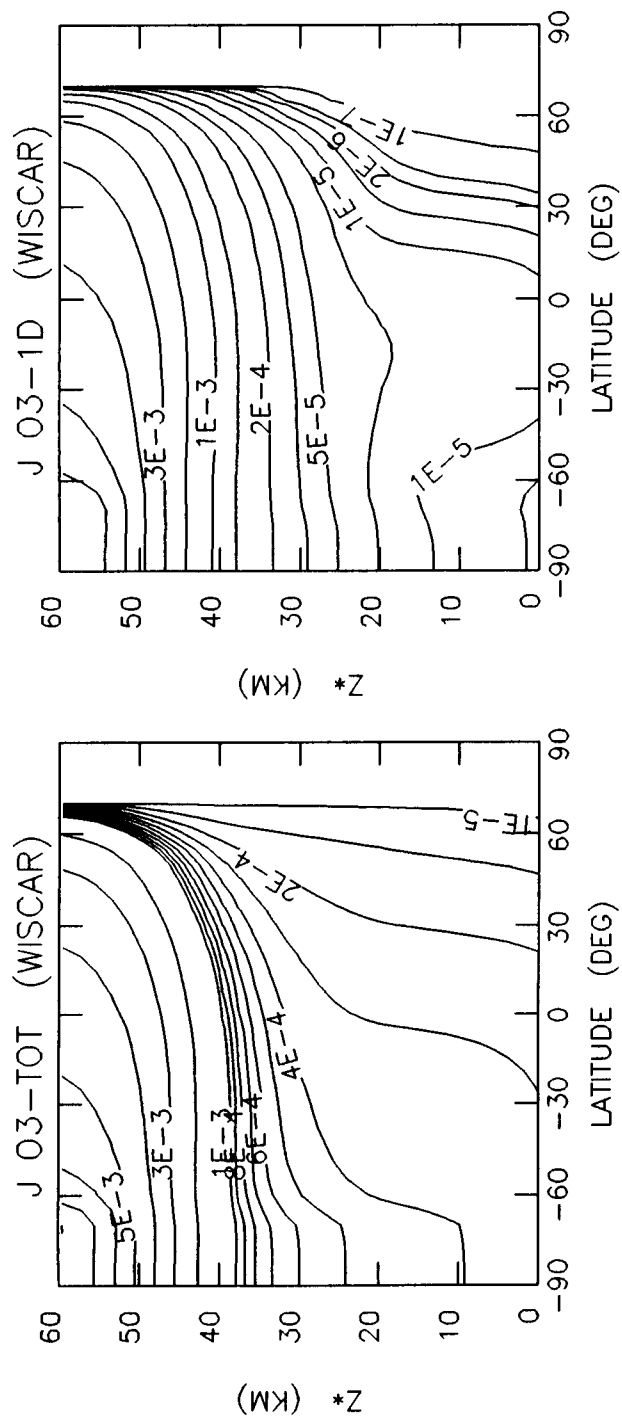 J O3-TOT (WISCAR)
60
50
40
30
20
10
0
Z* (KM)
5E-3
3E-3
1E-3
8E-4
6E-4
4E-4
2E-4
1E-5
-90
-60
-30
0
30
60
90
LATITUDE (DEG)
J O3-1D (WISCAR)
60
50
40
30
20
10
0
Z* (KM)
3E-3
1E-3
2E-4
5E-5
1E-5
1E-5
2E-6
1E-7
-90
-60
-30
0
30
60
90
LATITUDE (DEG)